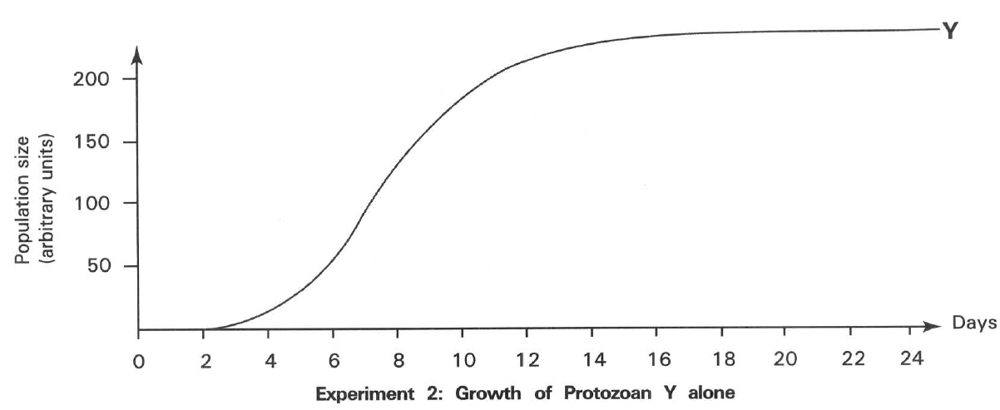 Y
200
150
100
50
Population size
(arbitrary units)
Days
0 2 4 6 8 10 12 14 16 18 20 22 24
Experiment 2: Growth of Protozoan Y alone